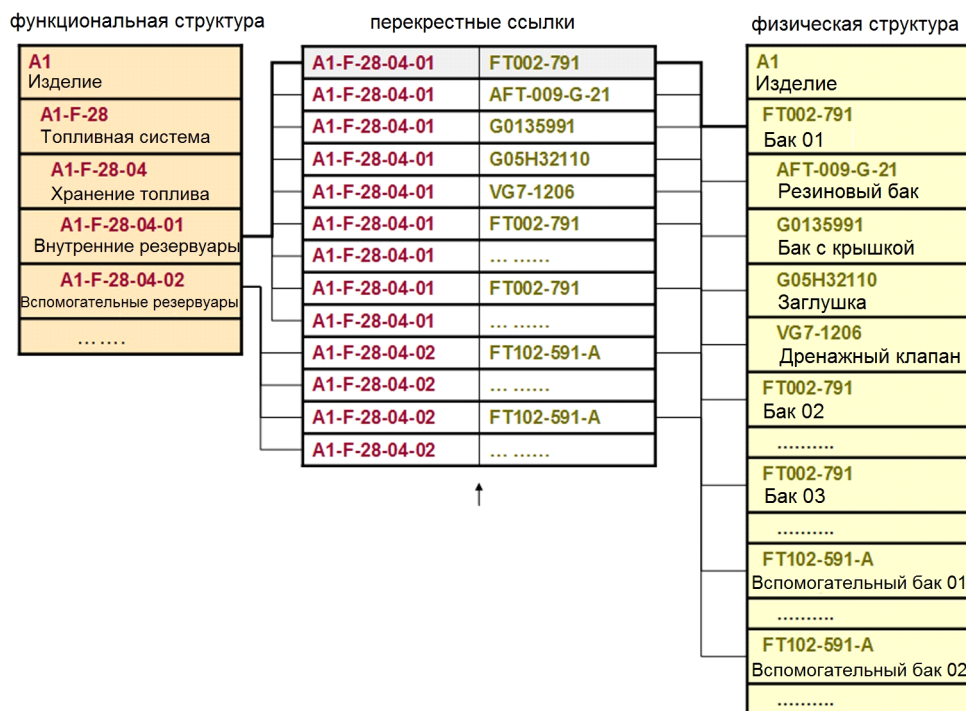 функциональная структура
A1
Изделие
A1-F-28
Топливная система
A1-F-28-04
Хранение топлива
A1-F-28-04-01
Внутренние резервуары
A1-F-28-04-02
Вспомогательные резервуары
... ....
перекрестные ссылки
A1-F-28-04-01 FT002-791
A1-F-28-04-01 AFT-009-G-21
A1-F-28-04-01 G0135991
A1-F-28-04-01 G05H32110
A1-F-28-04-01 VG7-1206
A1-F-28-04-01 FT002-791
A1-F-28-04-01 ... ......
A1-F-28-04-01 FT002-791
A1-F-28-04-01 ... ......
A1-F-28-04-02 FT102-591-A
A1-F-28-04-02 ... ......
A1-F-28-04-02 FT102-591-A
A1-F-28-04-02 ... ......
физическая структура
A1
Изделие
FT002-791
Бак 01
AFT-009-G-21
Резиновый бак
G0135991
Бак с крышкой
G05H32110
Заглушка
VG7-1206
Дренажный клапан
FT002-791
Бак 02
..........
FT002-791
Бак 03
..........
FT102-591-A
Вспомогательный бак 01
..........
FT102-591-A
Вспомогательный бак 02
..........